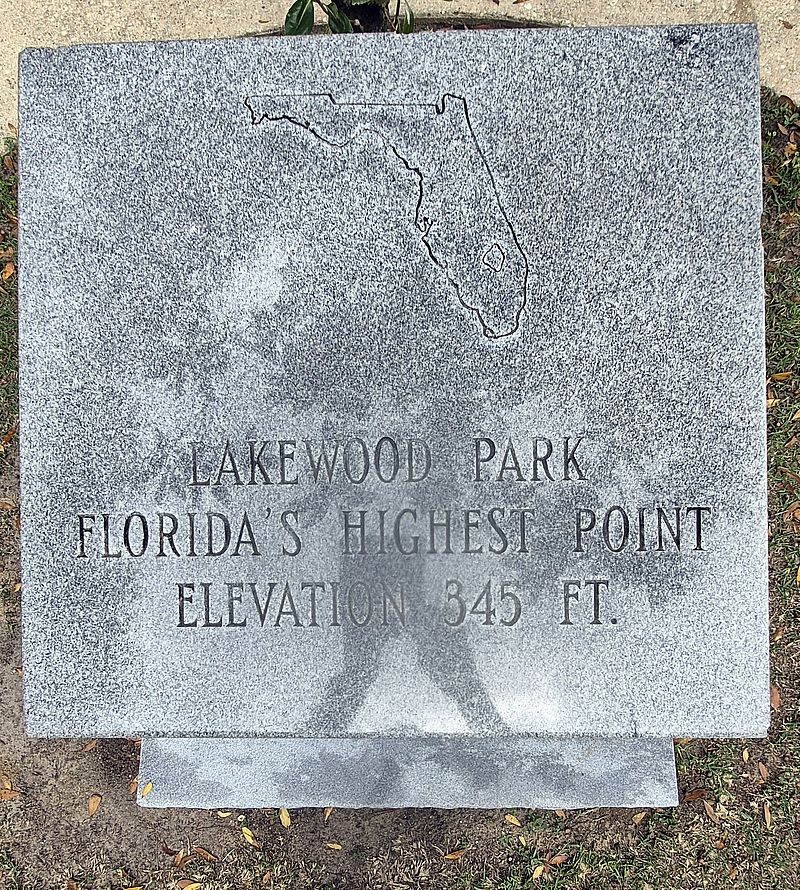 LAKEWOOD PARK
FLORIDA'S HIGHEST POINT
ELEVATION 345 FT.